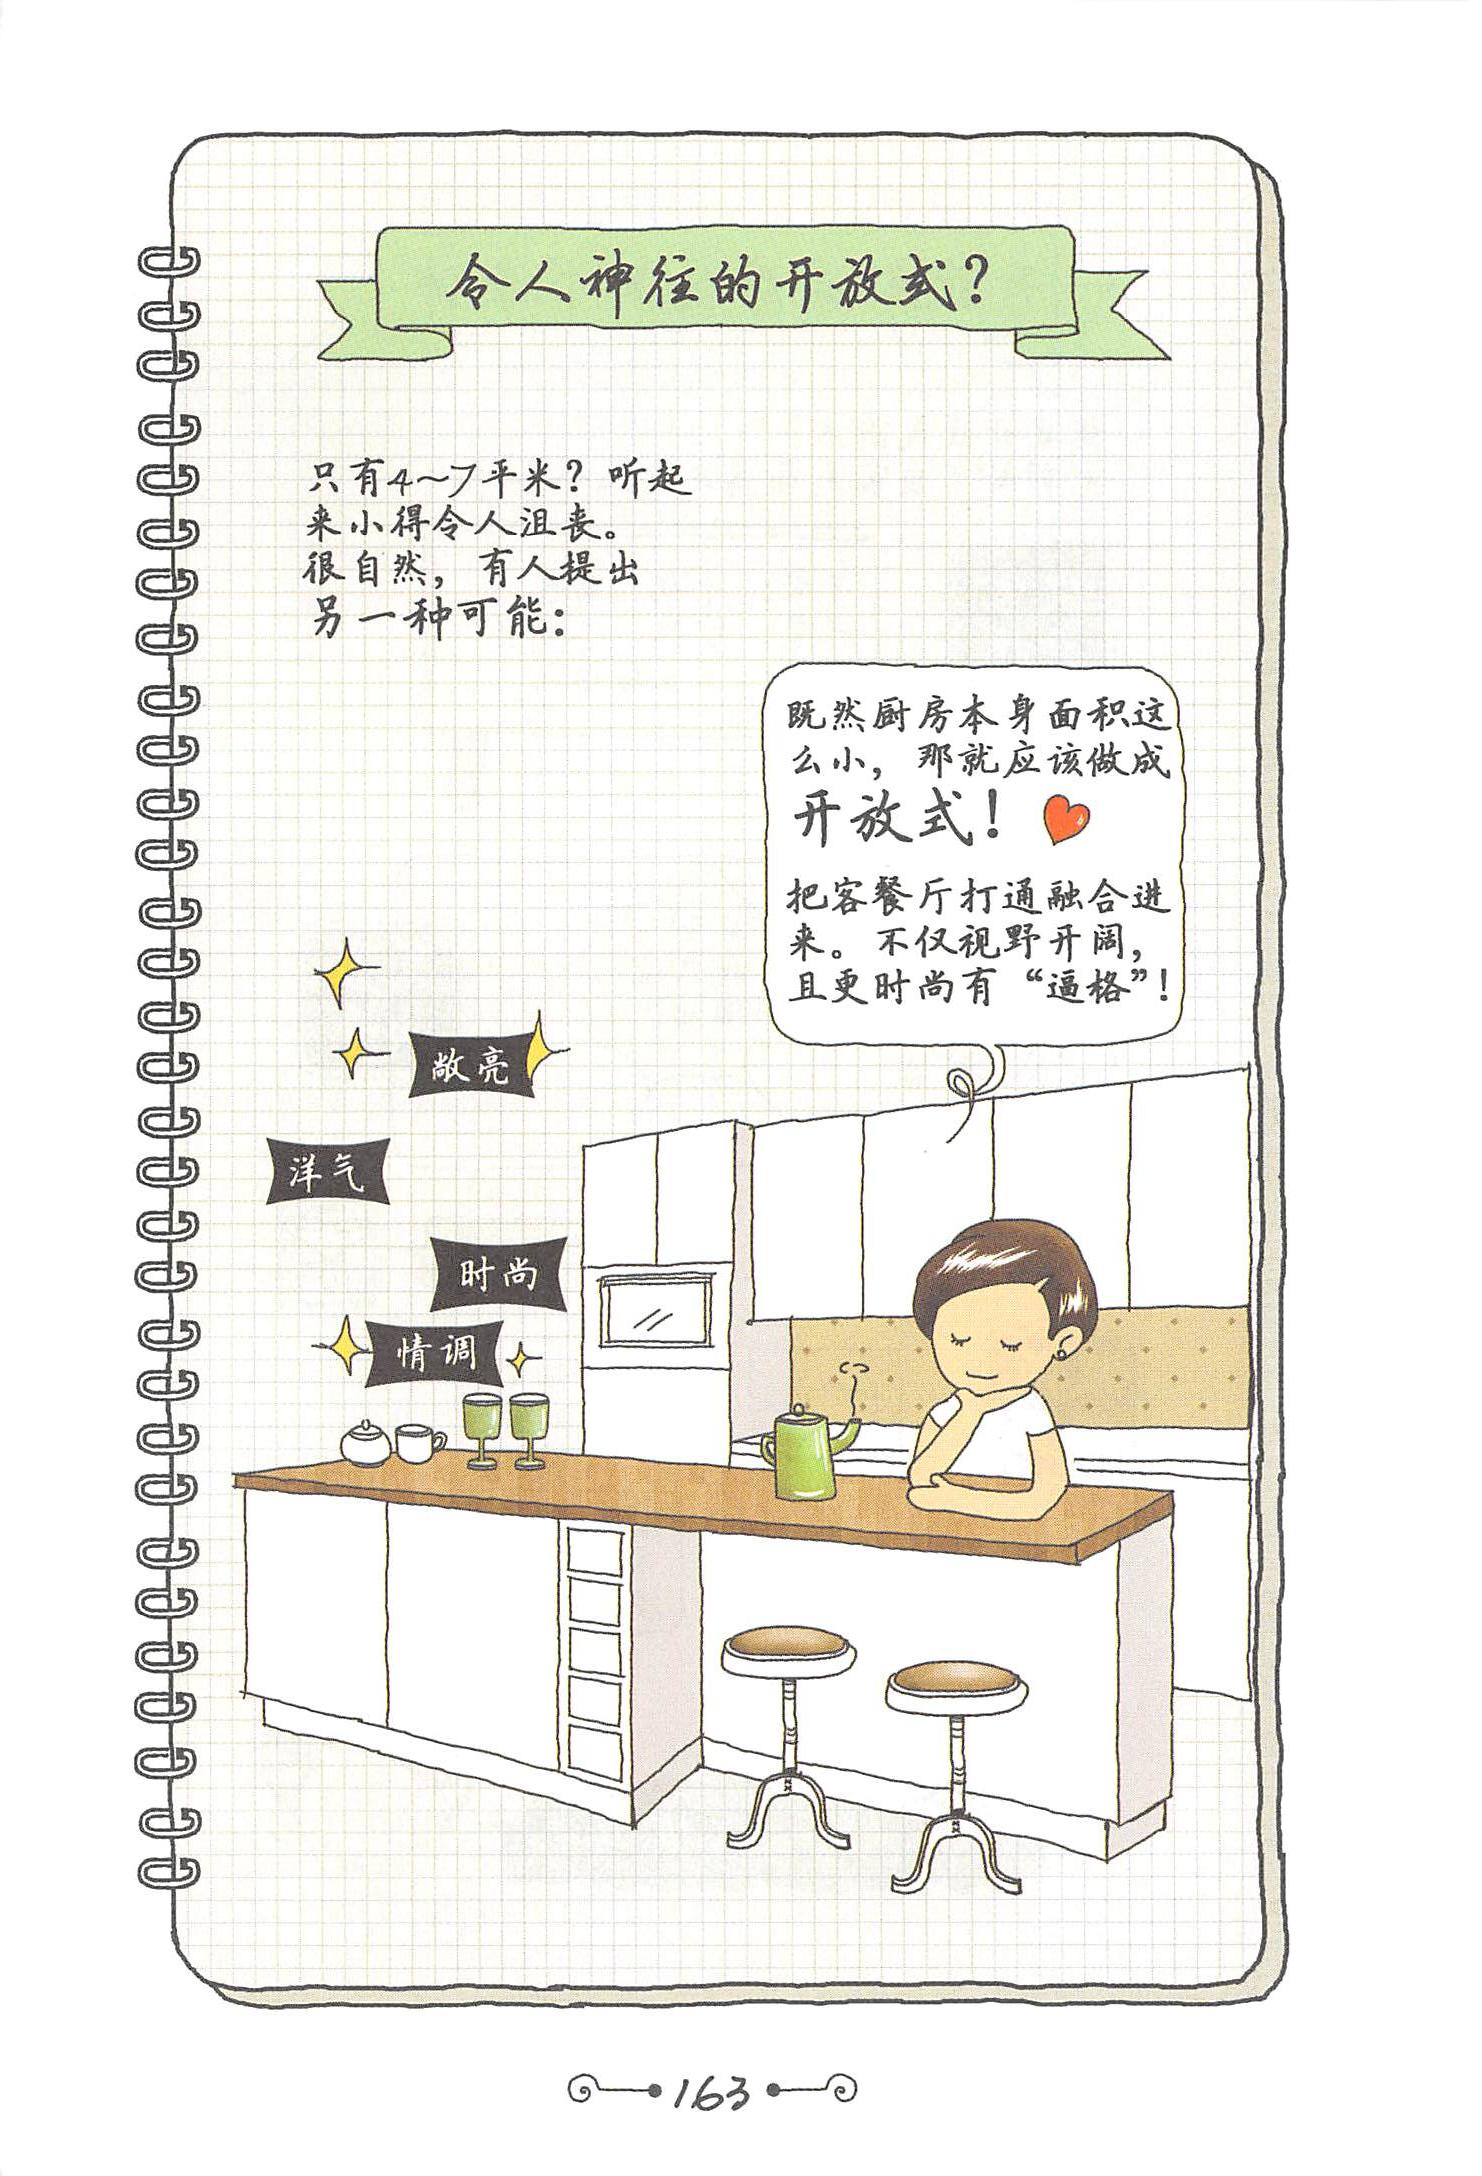 令人神往的开放式？
只有4～7平米？听起
来小得令人沮丧。
很自然，有人提出
另一种可能：
既然厨房本身面积这
么小，那就应该做成
开放式！
把客餐厅打通融合进
来。不仅视野开阔，
且更时尚有“逼格”！
敞亮
洋气
时尚
情调
163